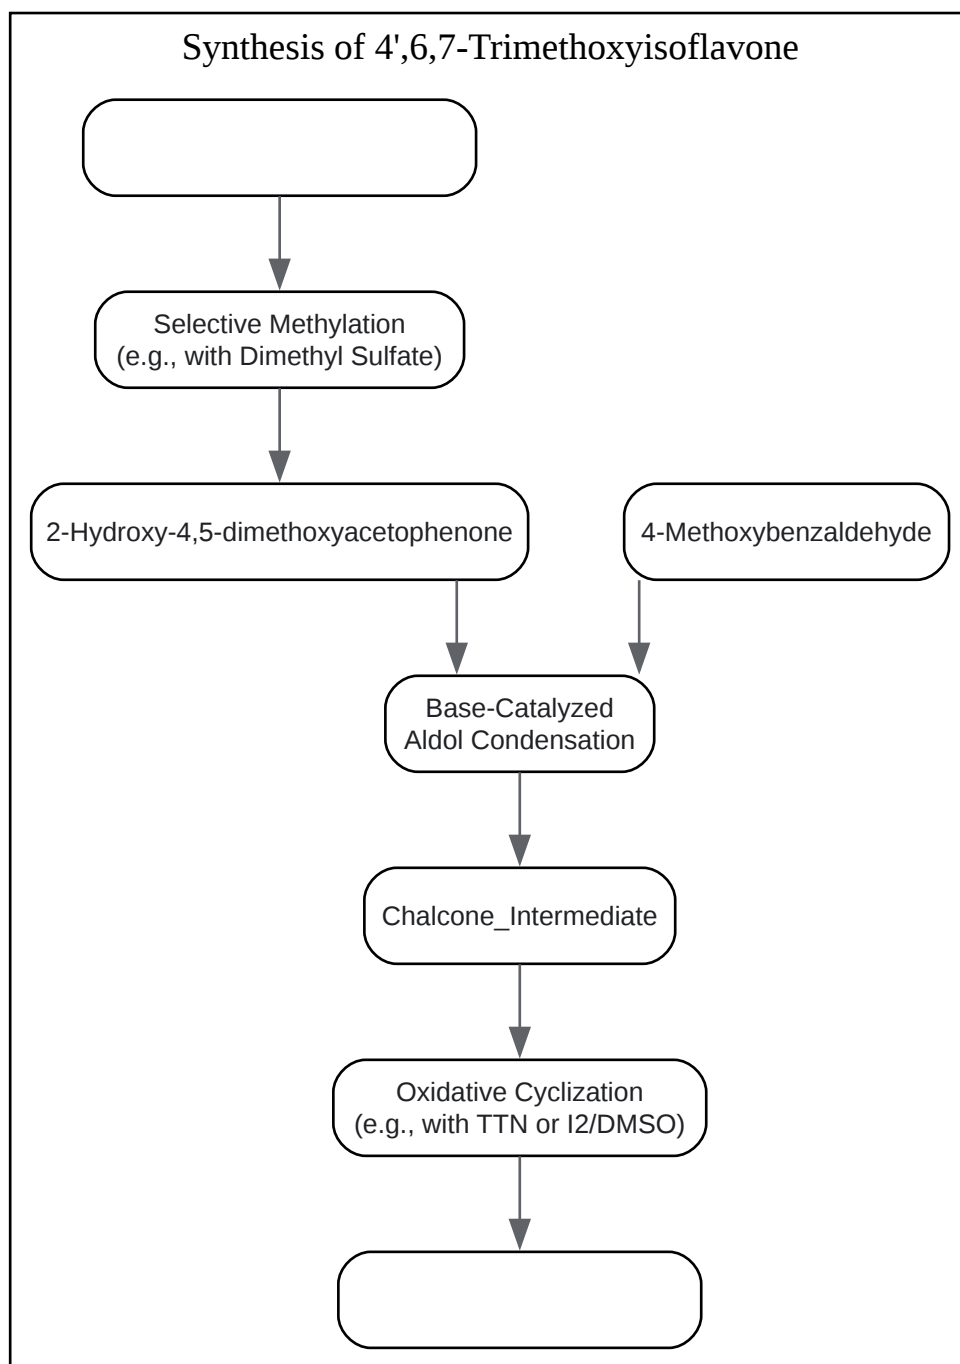 Synthesis of 4',6,7-Trimethoxyisoflavone
Selective Methylation
(e.g., with Dimethyl Sulfate)
2-Hydroxy-4,5-dimethoxyacetophenone
4-Methoxybenzaldehyde
Base-Catalyzed
Aldol Condensation
Chalcone_Intermediate
Oxidative Cyclization
(e.g., with TTN or I2/DMSO)